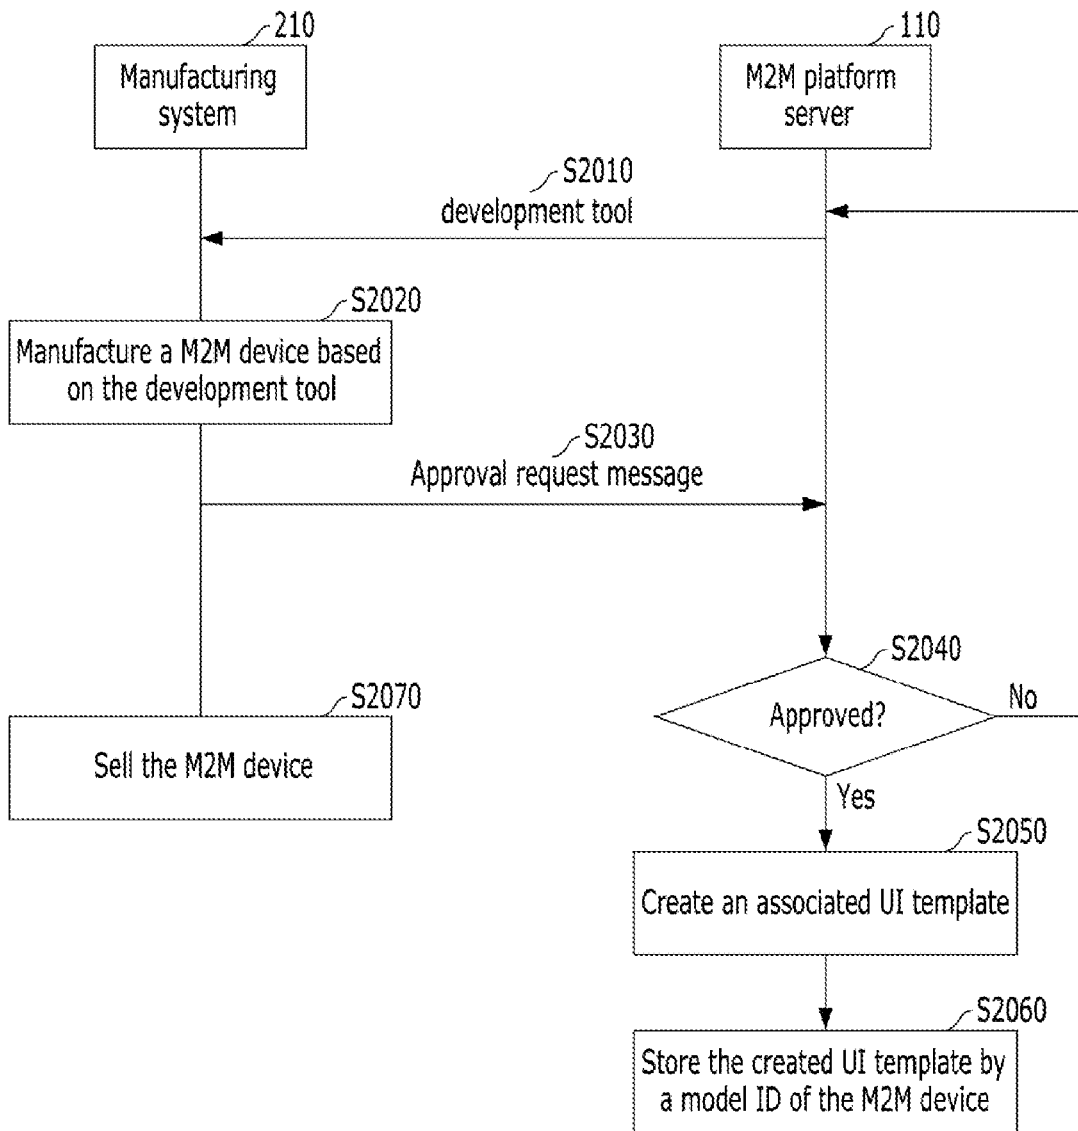 210
110
Manufacturing
system
M2M platform
server
S2010
development tool
S2020
Manufacture a M2M device based
on the development tool
S2030
Approval request message
S2040
Approved?
No
S2070
Sell the M2M device
Yes
S2050
Create an associated UI template
S2060
Store the created UI template by
a model ID of the M2M device